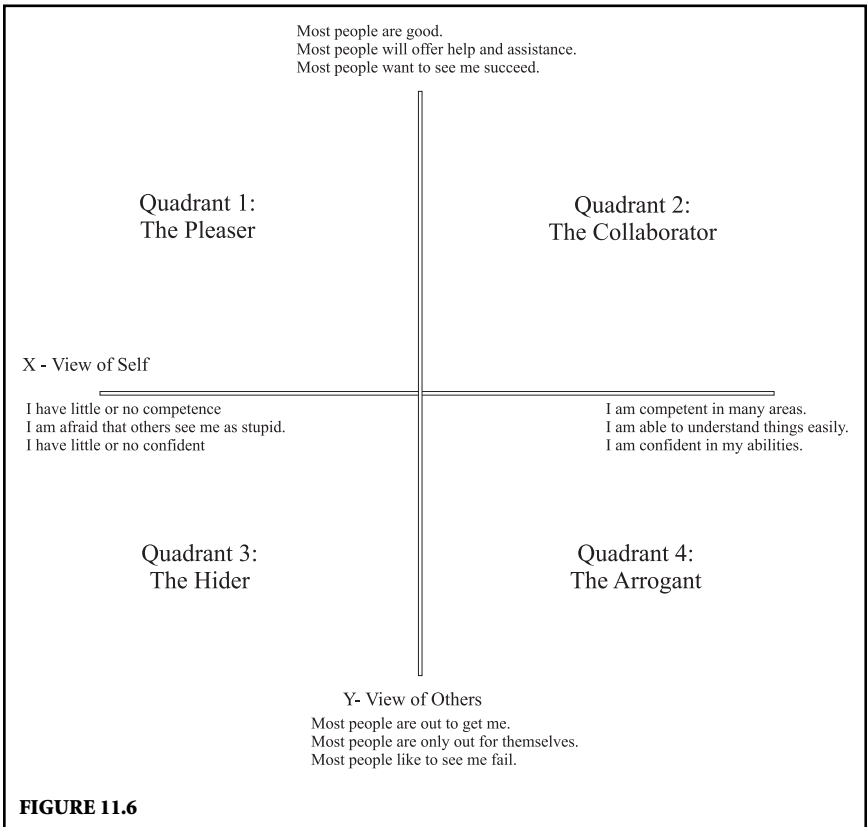 Most people are good.
Most people will offer help and assistance.
Most people want to see me succeed.
Quadrant 1:
The Pleaser
Quadrant 2:
The Collaborator
X - View of Self
I have little or no competence
I am afraid that others see me as stupid.
I have little or no confident
I am competent in many areas.
I am able to understand things easily.
I am confident in my abilities.
Quadrant 3:
The Hider
Quadrant 4:
The Arrogant
Y- View of Others
Most people are out to get me.
Most people are only out for themselves.
Most people like to see me fail.
FIGURE 11.6